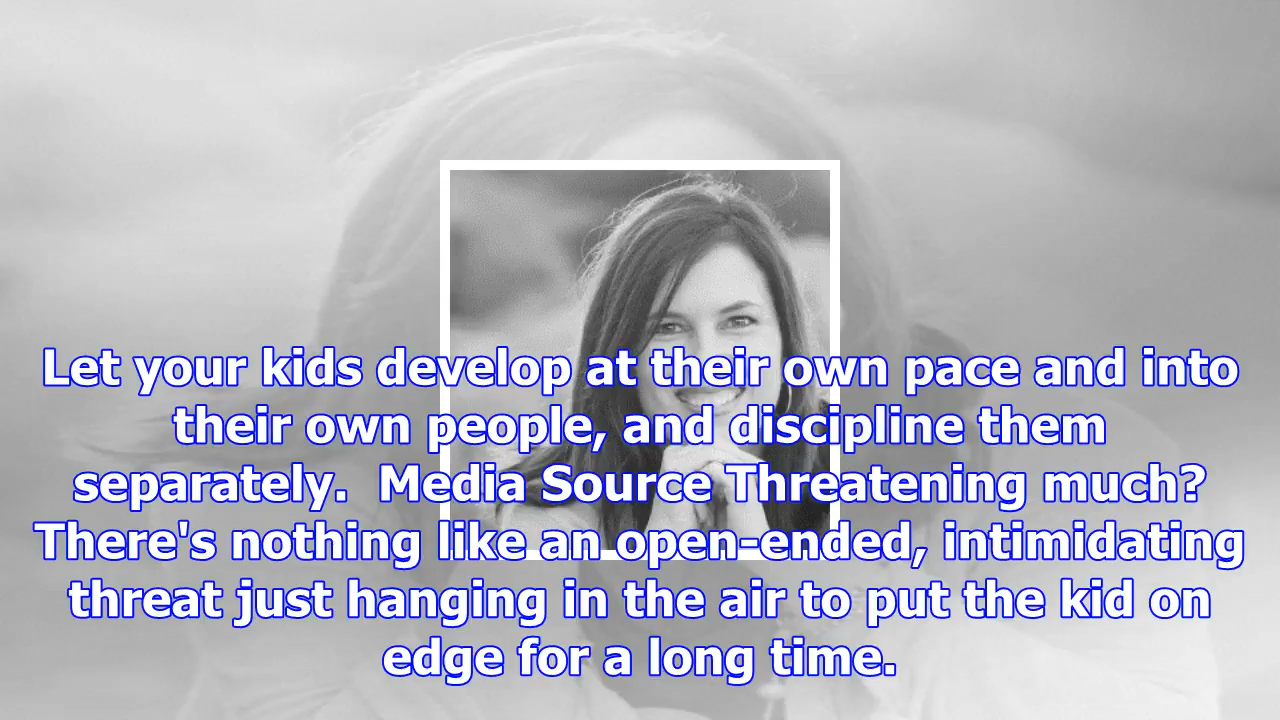 Let your kids develop at their own pace and into
their own people, and discipline them
separately.  Media Source Threatening much?
There's nothing like an open-ended, intimidating
threat just hanging in the air to put the kid on
edge for a long time.